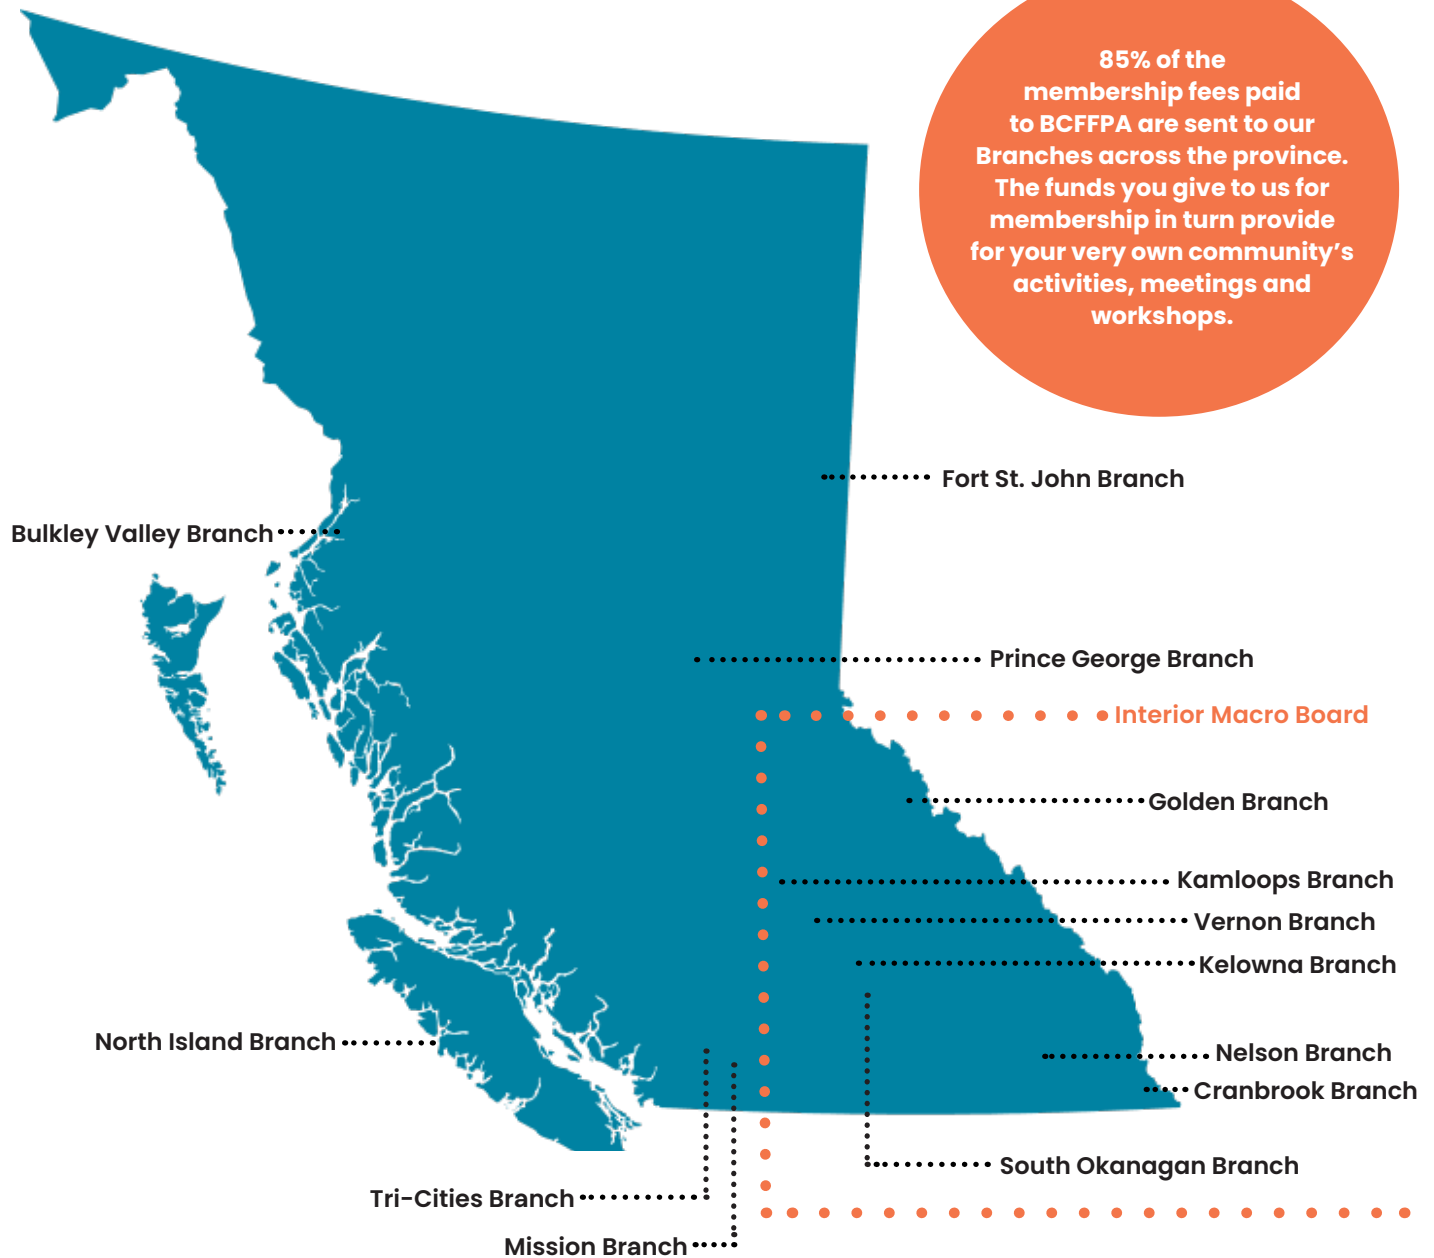 85% of the
membership fees paid
to BCFFPA are sent to our
Branches across the province.
The funds you give to us for
membership in turn provide
for your very own community's
activities, meetings and
workshops.
Fort St. John Branch
Bulkley Valley Branch
Prince George Branch
Interior Macro Board
Golden Branch
Kamloops Branch
Vernon Branch
Kelowna Branch
North Island Branch
Nelson Branch
Cranbrook Branch
South Okanagan Branch
Tri-Cities Branch
Mission Branch